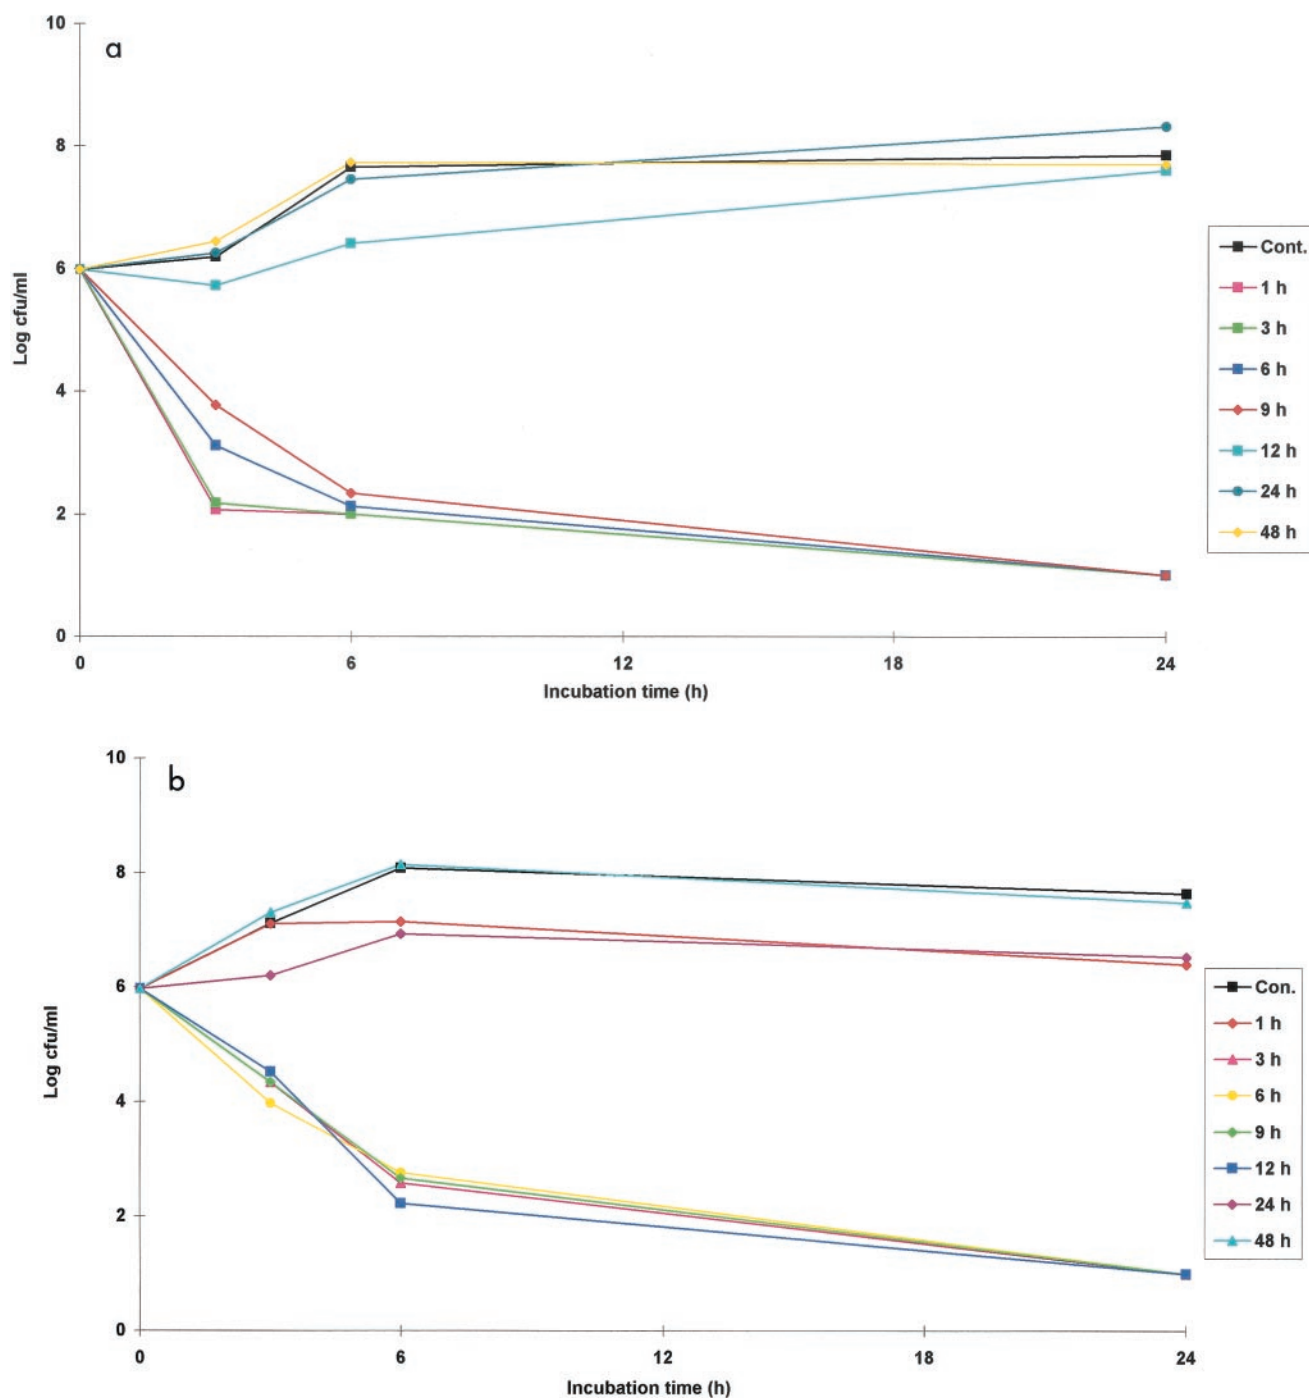 a
10
8
6
4
2
0
Log cfu/ml
0 6 12 18 24
Incubation time (h)
Cont.
1 h
3 h
6 h
9 h
12 h
24 h
48 h
b
10
8
6
4
2
0
Log cfu/ml
0 6 12 18 24
Incubation time (h)
Con.
1 h
3 h
6 h
9 h
12 h
24 h
48 h